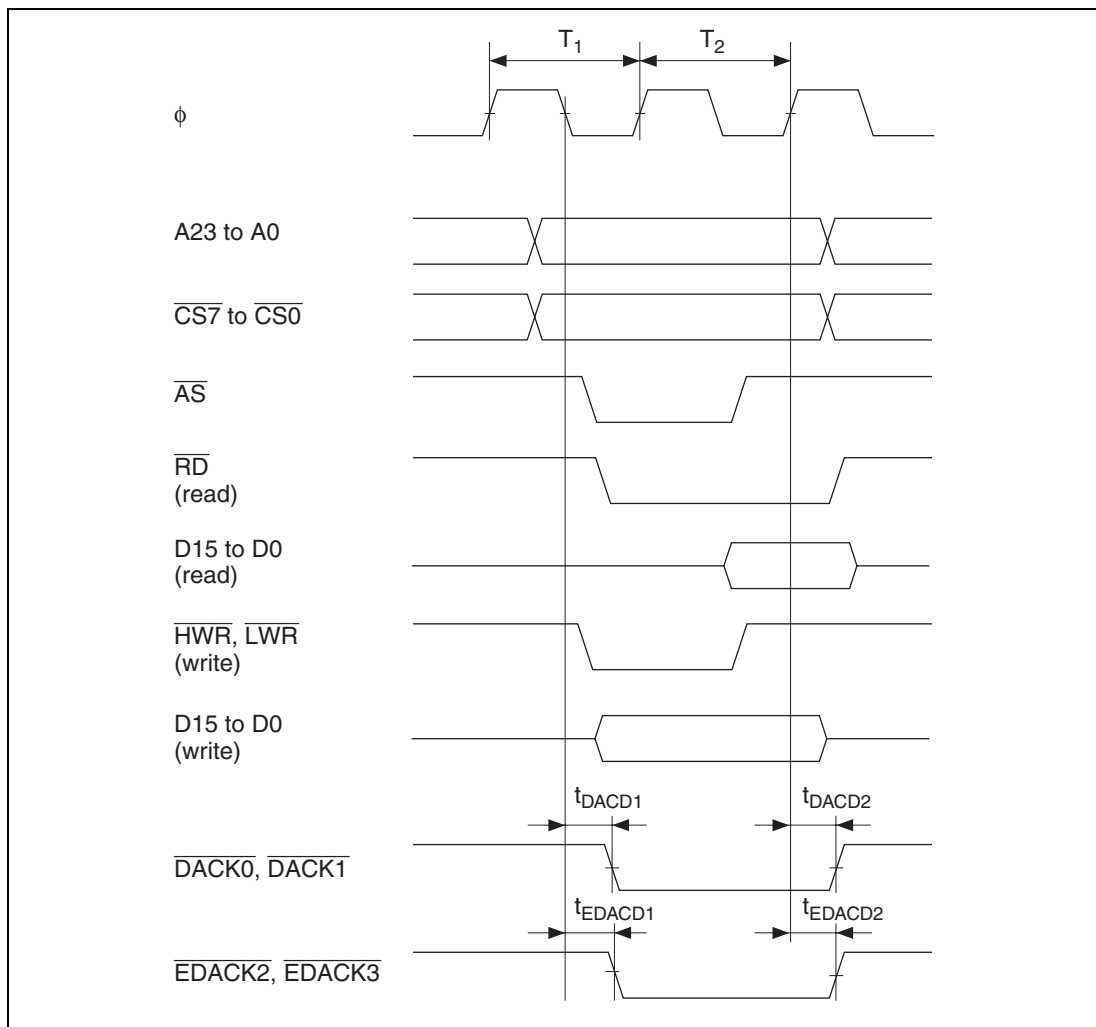 T1 T2
ϕ
A23 to A0
CS7 to CS0
AS
RD
(read)
D15 to D0
(read)
HWR, LWR
(write)
D15 to D0
(write)
tDACD1 tDACD2
DACK0, DACK1
tEDACD1 tEDACD2
EDACK2, EDACK3